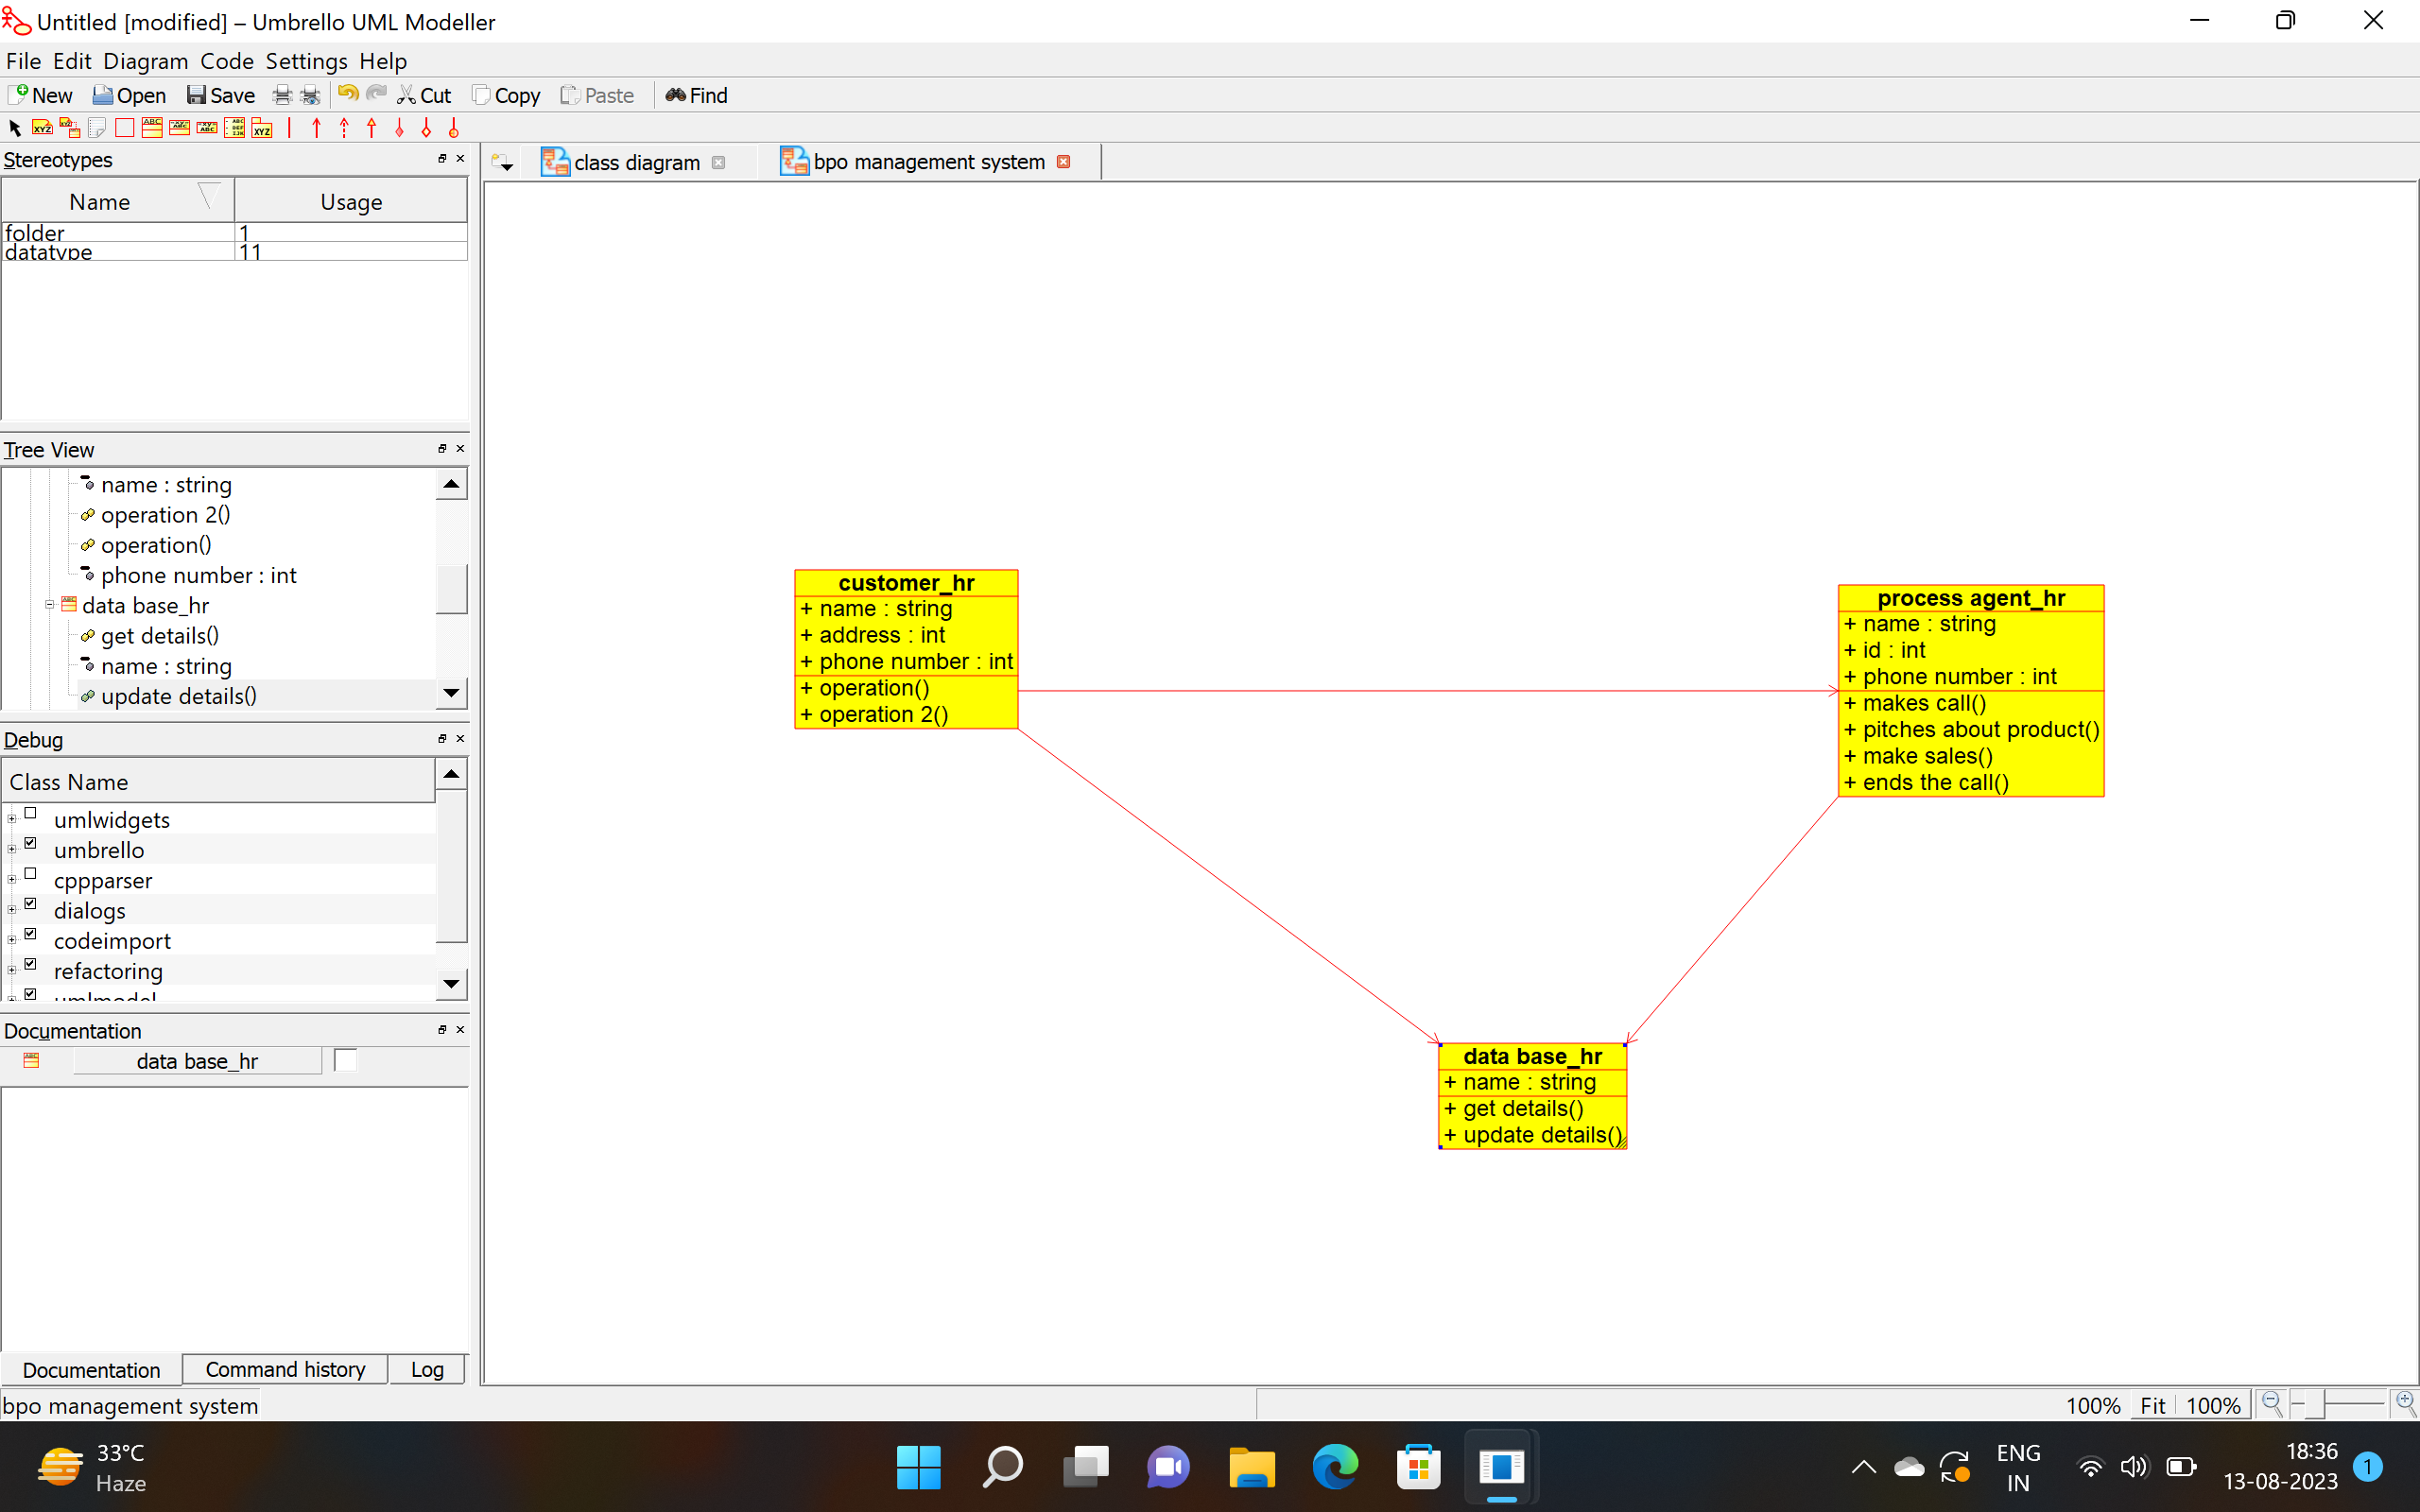 Untitled [modified] – Umbrello UML Modeller
File Edit Diagram Code Settings Help
New Open Save Cut Copy Paste Find
Stereotypes
Name Usage
folder 1
datatype 11
Tree View
name : string
operation 2()
operation()
phone number : int
data base_hr
get details()
name : string
update details()
Debug
Class Name
umlwidgets
umbrello
cppparser
dialogs
codeimport
refactoring
umlmodel
Documentation
data base_hr
Documentation Command history Log
class diagram bpo management system
customer_hr
+ name : string
+ address : int
+ phone number : int
+ operation()
+ operation 2()
process agent_hr
+ name : string
+ id : int
+ phone number : int
+ makes call()
+ pitches about product()
+ make sales()
+ ends the call()
data base_hr
+ name : string
+ get details()
+ update details()
bpo management system
100% Fit 100%
33°C
Haze
ENG
IN
18:36
13-08-2023
1